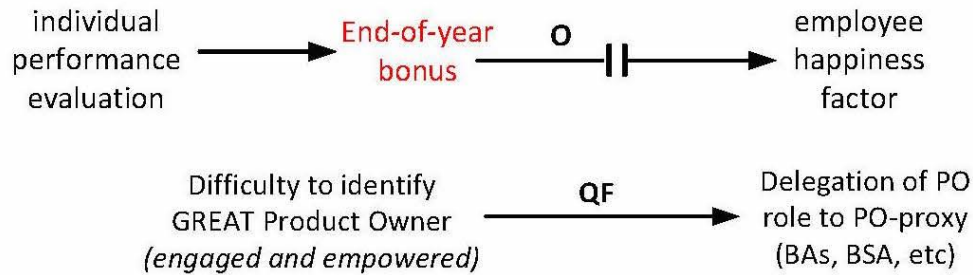 individual
performance
evaluation
End-of-year
bonus
O
employee
happiness
factor
Difficulty to identify
GREAT Product Owner
(engaged and empowered)
QF
Delegation of PO
role to PO-proxy
(BAs, BSA, etc)